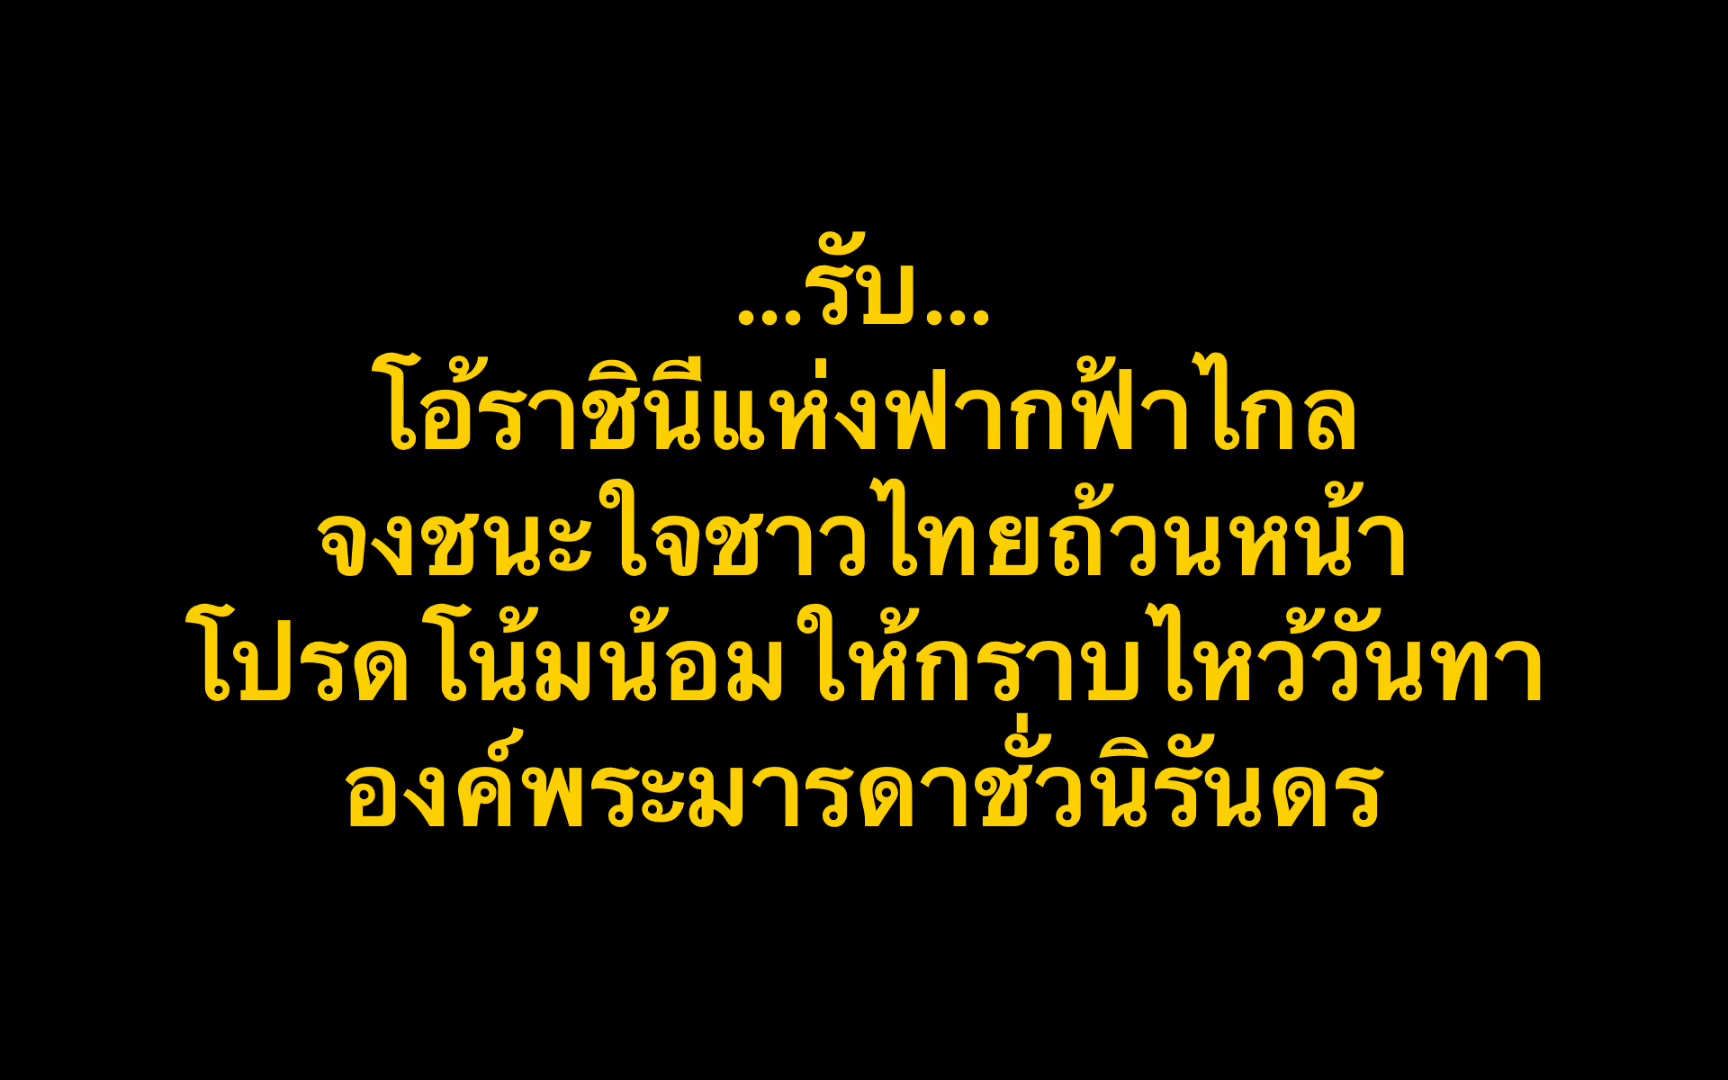 ...รับ...
โอ้ราชินีแห่งฟากฟ้าไกล
จงชนะใจชาวไทยถ้วนหน้า
โปรดโน้มน้อมให้กราบไหว้วันทา
องค์พระมารดาชั่วนิรันดร